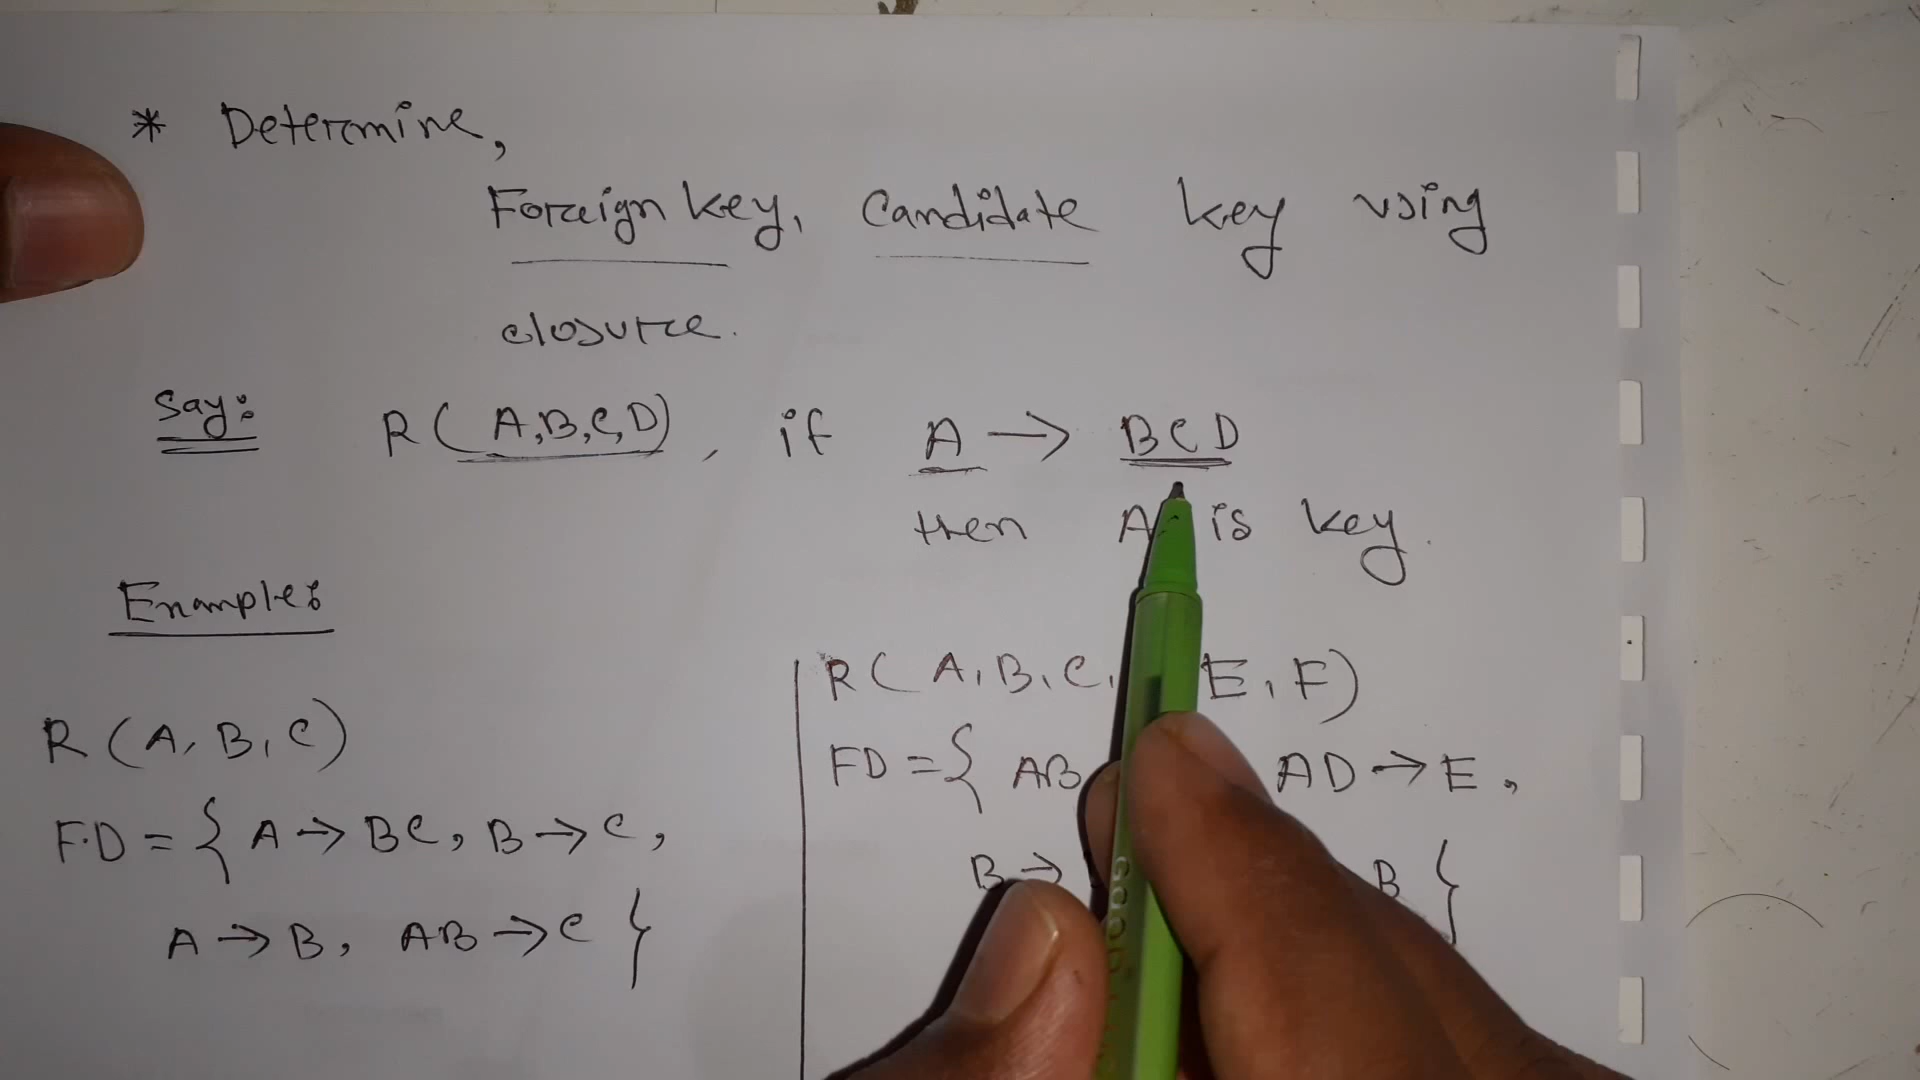 * Determine,
Foreign key, Candidate key using
closure.
Say: R(A,B,C,D), if A → BCD
then A is key.
Example:
R(A,B,C)
F.D = { A → BC, B → C,
A → B, AB → C }
R(A,B,C, E,F)
FD = { AB AD → E,
B → B }